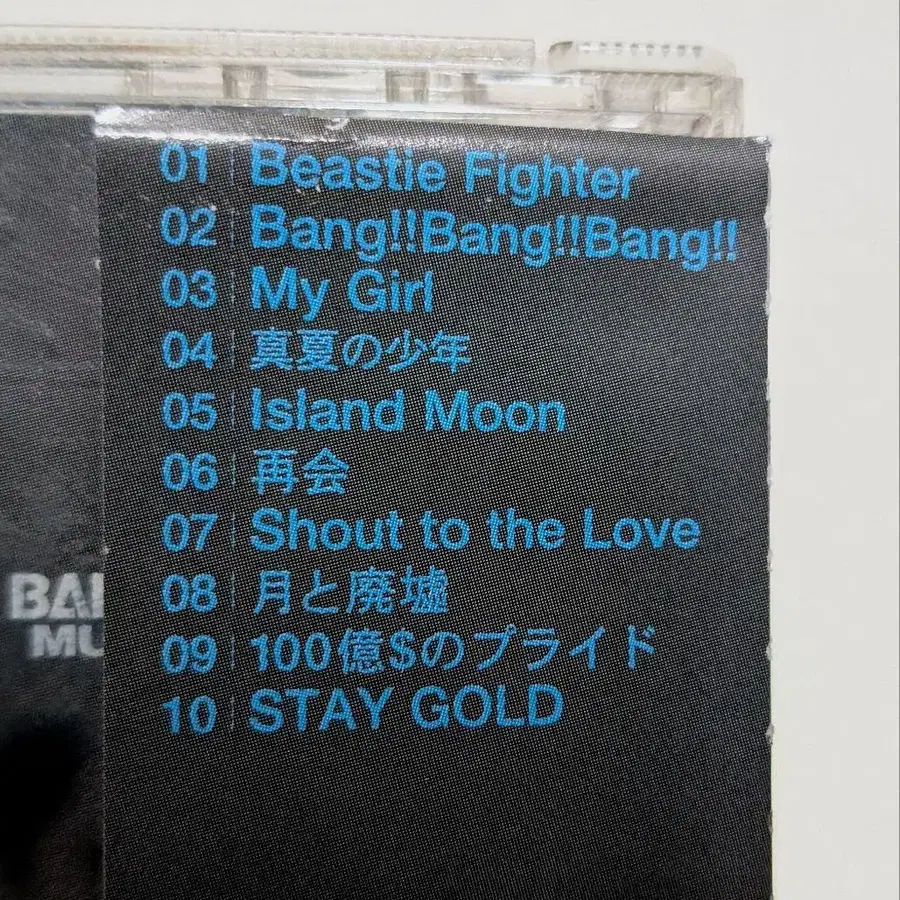 01 Beastie Fighter
02 Bang!!Bang!!Bang!!
03 My Girl
04 真夏の少年
05 Island Moon
06 再会
07 Shout to the Love
08 月と廃墟
09 100億$のプライド
10 STAY GOLD